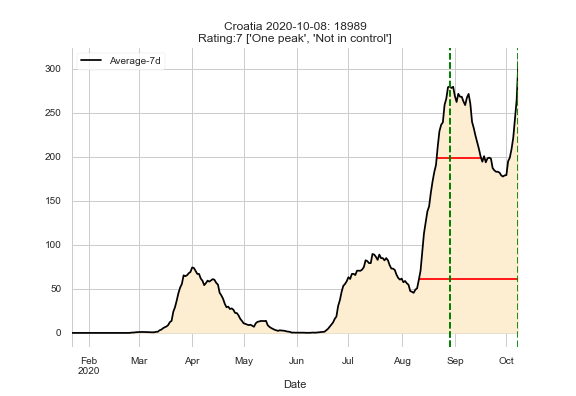 Croatia 2020-10-08: 18989
Rating:7 ['One peak', 'Not in control']
Average-7d
300
250
200
150
100
50
0
Feb Mar Apr May Jun Jul Aug Sep Oct
2020
Date